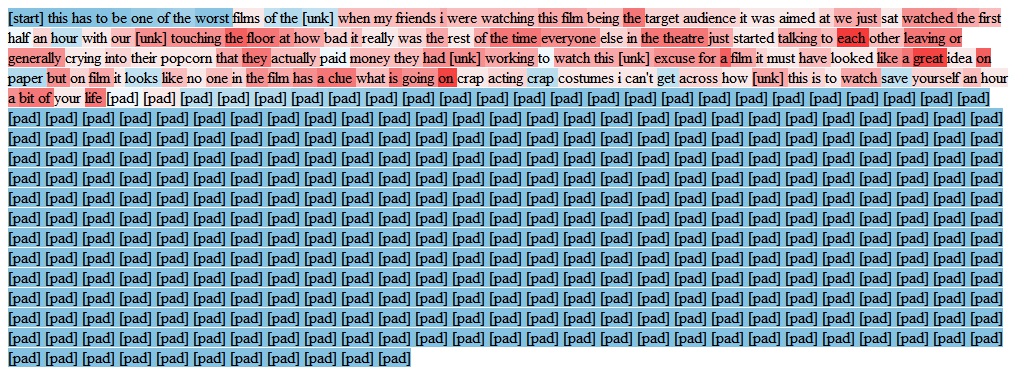 [start] this has to be one of the worst films of the [unk] when my friends i were watching this film being the target audience it was aimed at we just sat watched the first
half an hour with our [unk] touching the floor at how bad it really was the rest of the time everyone else in the theatre just started talking to each other leaving or
generally crying into their popcorn that they actually paid money they had [unk] working to watch this [unk] excuse for a film it must have looked like a great idea on
paper but on film it looks like no one in the film has a clue what is going on crap acting crap costumes i can't get across how [unk] this is to watch save yourself an hour
a bit of your life [pad] [pad] [pad] [pad] [pad] [pad] [pad] [pad] [pad] [pad] [pad] [pad] [pad] [pad] [pad] [pad] [pad] [pad] [pad] [pad] [pad] [pad] [pad] [pad]
[pad] [pad] [pad] [pad] [pad] [pad] [pad] [pad] [pad] [pad] [pad] [pad] [pad] [pad] [pad] [pad] [pad] [pad] [pad] [pad] [pad] [pad] [pad] [pad] [pad] [pad] [pad]
[pad] [pad] [pad] [pad] [pad] [pad] [pad] [pad] [pad] [pad] [pad] [pad] [pad] [pad] [pad] [pad] [pad] [pad] [pad] [pad] [pad] [pad] [pad] [pad] [pad] [pad] [pad]
[pad] [pad] [pad] [pad] [pad] [pad] [pad] [pad] [pad] [pad] [pad] [pad] [pad] [pad] [pad] [pad] [pad] [pad] [pad] [pad] [pad] [pad] [pad] [pad] [pad] [pad] [pad]
[pad] [pad] [pad] [pad] [pad] [pad] [pad] [pad] [pad] [pad] [pad] [pad] [pad] [pad] [pad] [pad] [pad] [pad] [pad] [pad] [pad] [pad] [pad] [pad] [pad] [pad] [pad]
[pad] [pad] [pad] [pad] [pad] [pad] [pad] [pad] [pad] [pad] [pad] [pad] [pad] [pad] [pad] [pad] [pad] [pad] [pad] [pad] [pad] [pad] [pad] [pad] [pad] [pad] [pad]
[pad] [pad] [pad] [pad] [pad] [pad] [pad] [pad] [pad] [pad] [pad] [pad] [pad] [pad] [pad] [pad] [pad] [pad] [pad] [pad] [pad] [pad] [pad] [pad] [pad] [pad] [pad]
[pad] [pad] [pad] [pad] [pad] [pad] [pad] [pad] [pad] [pad] [pad] [pad] [pad] [pad] [pad] [pad] [pad] [pad] [pad] [pad] [pad] [pad] [pad] [pad] [pad] [pad] [pad]
[pad] [pad] [pad] [pad] [pad] [pad] [pad] [pad] [pad] [pad] [pad] [pad] [pad] [pad] [pad] [pad] [pad] [pad] [pad] [pad] [pad] [pad] [pad] [pad] [pad] [pad] [pad]
[pad] [pad] [pad] [pad] [pad] [pad] [pad] [pad] [pad] [pad] [pad] [pad] [pad] [pad] [pad] [pad] [pad] [pad] [pad] [pad] [pad] [pad] [pad] [pad] [pad] [pad] [pad]
[pad] [pad] [pad] [pad] [pad] [pad] [pad] [pad] [pad] [pad] [pad] [pad] [pad] [pad] [pad] [pad] [pad] [pad] [pad] [pad] [pad] [pad] [pad] [pad] [pad] [pad] [pad]
[pad] [pad] [pad] [pad] [pad] [pad] [pad] [pad] [pad] [pad] [pad] [pad] [pad] [pad] [pad] [pad] [pad] [pad] [pad] [pad] [pad] [pad] [pad] [pad] [pad] [pad] [pad]
[pad] [pad] [pad] [pad] [pad] [pad] [pad] [pad] [pad] [pad] [pad] [pad] [pad] [pad] [pad] [pad] [pad] [pad] [pad] [pad] [pad] [pad] [pad] [pad] [pad] [pad] [pad]
[pad] [pad] [pad] [pad] [pad] [pad] [pad] [pad] [pad] [pad] [pad]